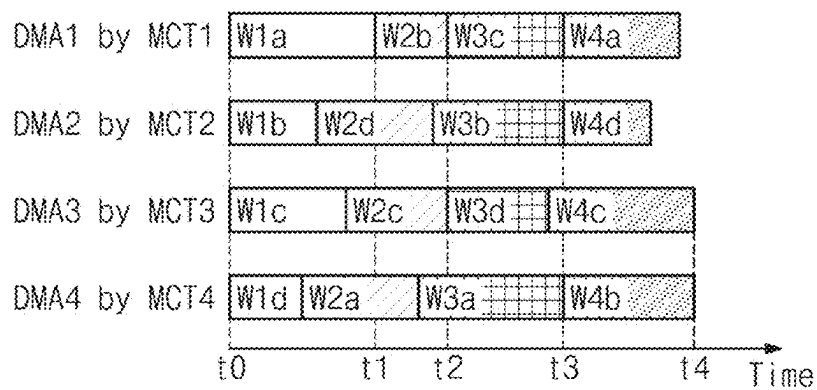 DMA1 by MCT1 W1a W2b W3c W4a
DMA2 by MCT2 W1b W2d W3b W4d
DMA3 by MCT3 W1c W2c W3d W4c
DMA4 by MCT4 W1d W2a W3a W4b
t0 t1 t2 t3 t4 Time